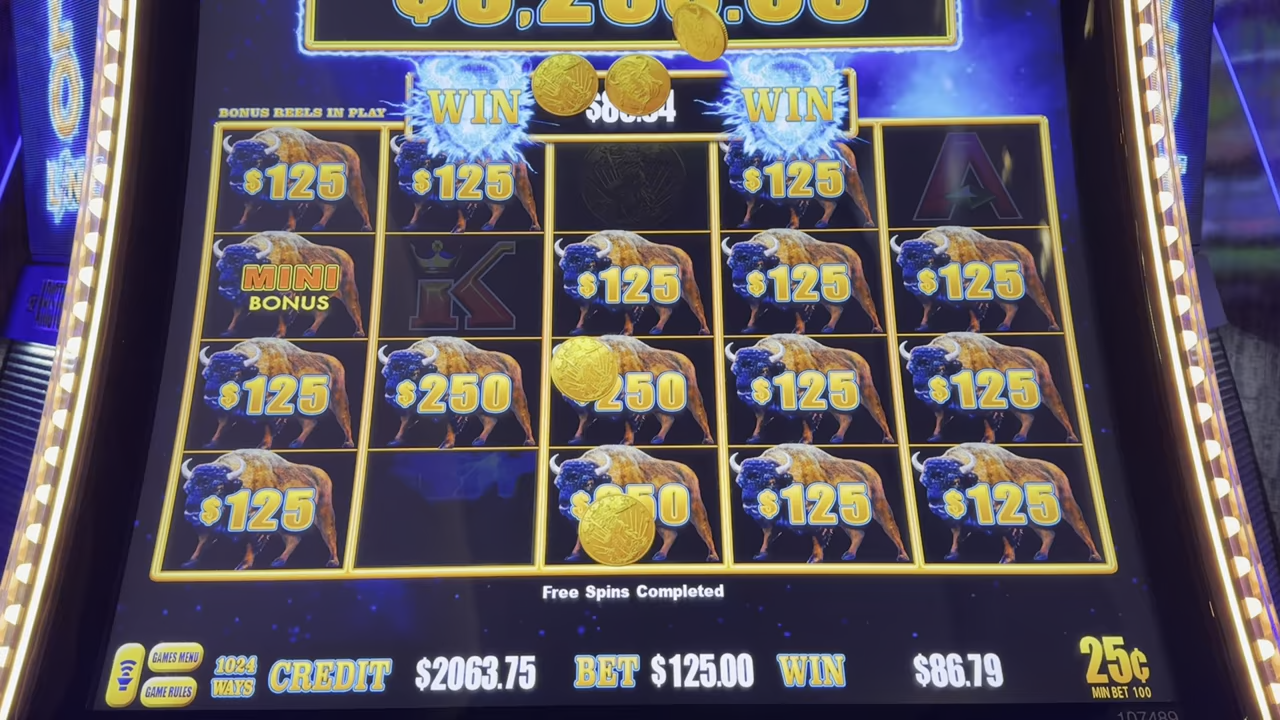 WIN WIN
BONUS REELS IN PLAY
$125 $125 $125 A
MINI
BONUS
K $125 $125 $125
$125 $250 250 $125 $125
$125 50 $125 $125
Free Spins Completed
GAMES MENU
GAME RULES
1024
WAYS
CREDIT $2063.75 BET $125.00 WIN $86.79
25¢
MIN BET 100